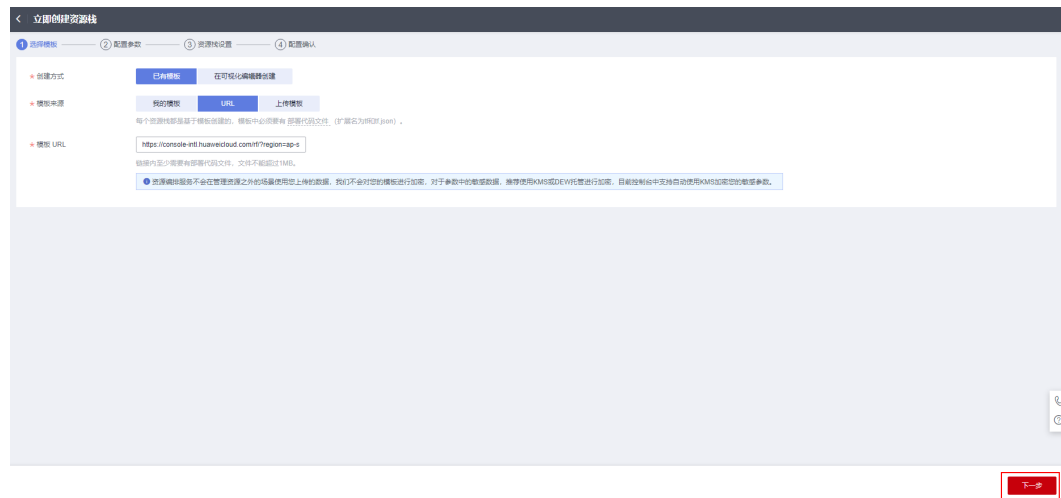 < 立即创建资源栈
1 选择模板 2 配置参数 3 资源栈设置 4 配置确认
* 创建方式 已有模板 在可视化编辑器创建
* 模板来源 我的模板 URL 上传模板
每个资源栈都是基于模板创建的，模板中必须要有 部署代码文件 (扩展名为tf或tf.json) 。
* 模板 URL https://console-intl.huaweicloud.com/rf/?region=ap-s
链接内至少需要有部署代码文件，文件不能超过1MB。
资源编排服务不会在管理资源之外的场景使用您上传的数据，我们不会对您的模板进行加密，对于参数中的敏感数据，推荐使用KMS或DEW托管进行加密，目前控制台中支持自动使用KMS加密您的敏感参数。
下一步